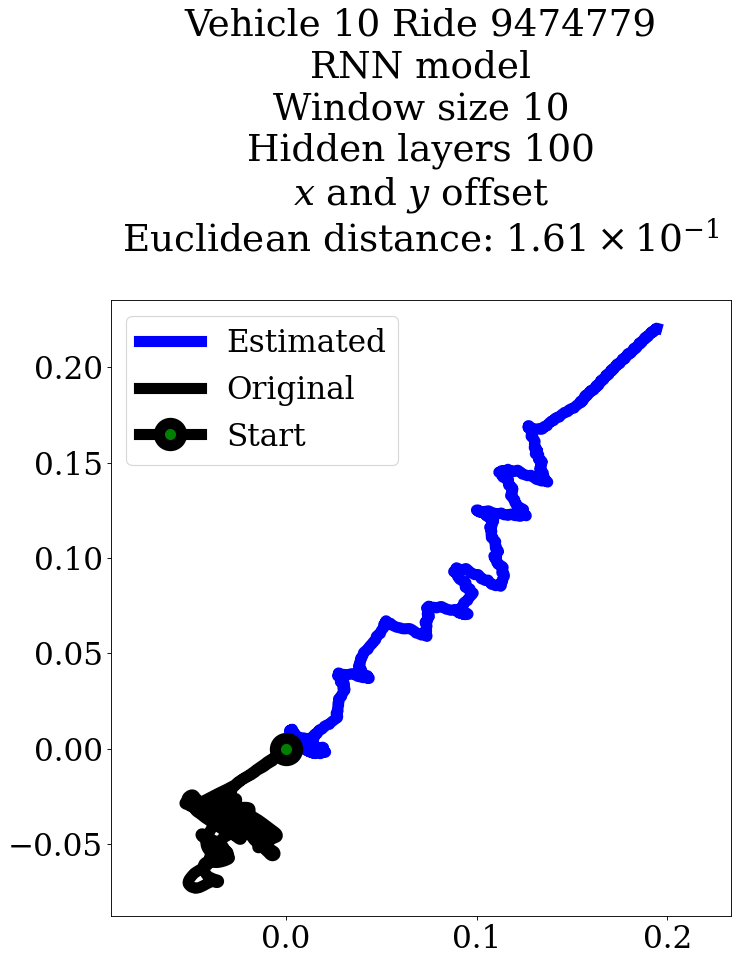 Vehicle 10 Ride 9474779
RNN model
Window size 10
Hidden layers 100
x and y offset
Euclidean distance: 1.61 × 10⁻¹
Estimated
Original
Start
0.20
0.15
0.10
0.05
0.00
−0.05
0.0 0.1 0.2